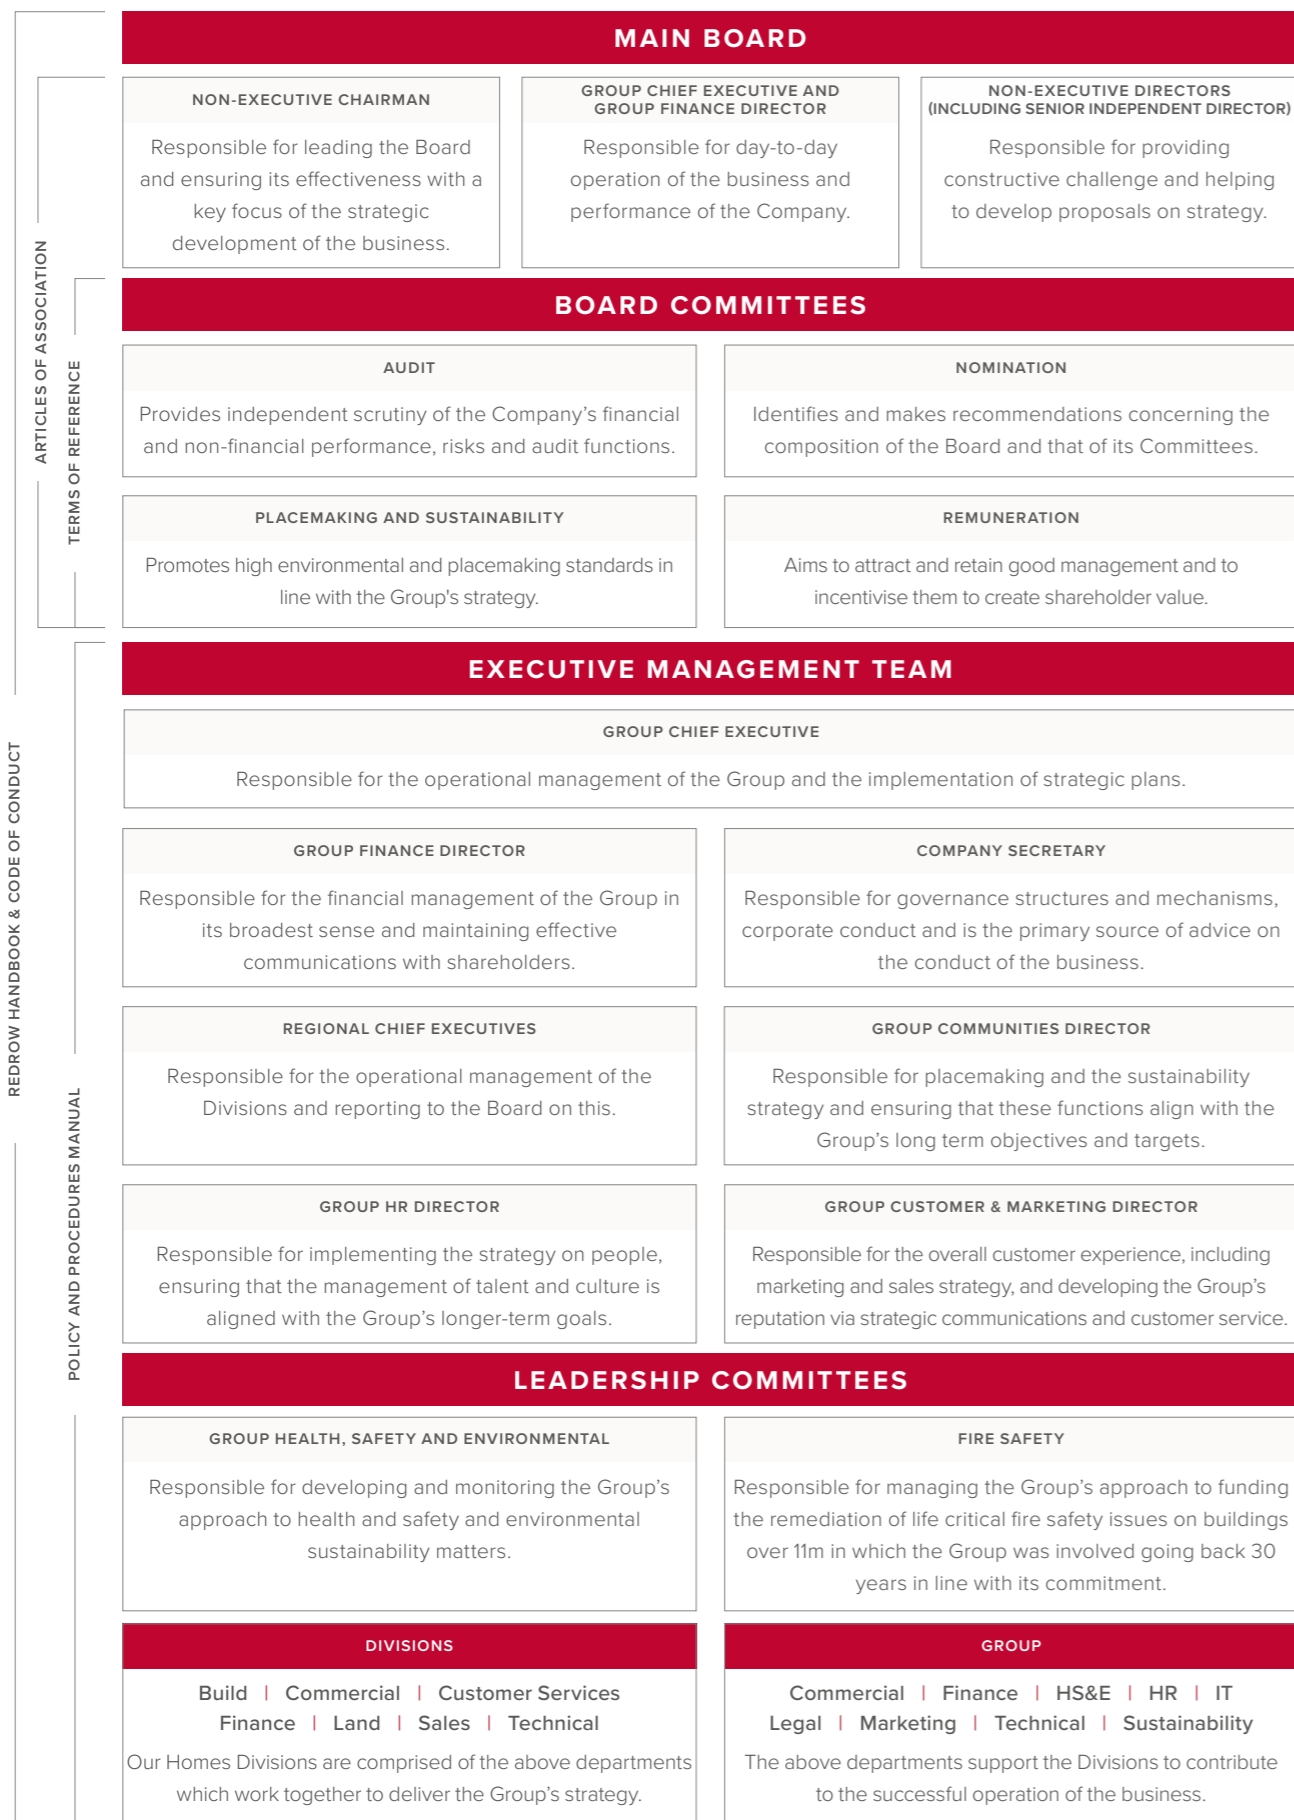 MAIN BOARD
NON-EXECUTIVE CHAIRMAN
Responsible for leading the Board
and ensuring its effectiveness with a
key focus of the strategic
development of the business.
GROUP CHIEF EXECUTIVE AND
GROUP FINANCE DIRECTOR
Responsible for day-to-day
operation of the business and
performance of the Company.
NON-EXECUTIVE DIRECTORS
(INCLUDING SENIOR INDEPENDENT DIRECTOR)
Responsible for providing
constructive challenge and helping
to develop proposals on strategy.
ARTICLES OF ASSOCIATION
TERMS OF REFERENCE
BOARD COMMITTEES
AUDIT
Provides independent scrutiny of the Company’s financial
and non-financial performance, risks and audit functions.
NOMINATION
Identifies and makes recommendations concerning the
composition of the Board and that of its Committees.
PLACEMAKING AND SUSTAINABILITY
Promotes high environmental and placemaking standards in
line with the Group's strategy.
REMUNERATION
Aims to attract and retain good management and to
incentivise them to create shareholder value.
REDROW HANDBOOK & CODE OF CONDUCT
POLICY AND PROCEDURES MANUAL
EXECUTIVE MANAGEMENT TEAM
GROUP CHIEF EXECUTIVE
Responsible for the operational management of the Group and the implementation of strategic plans.
GROUP FINANCE DIRECTOR
Responsible for the financial management of the Group in
its broadest sense and maintaining effective
communications with shareholders.
COMPANY SECRETARY
Responsible for governance structures and mechanisms,
corporate conduct and is the primary source of advice on
the conduct of the business.
REGIONAL CHIEF EXECUTIVES
Responsible for the operational management of the
Divisions and reporting to the Board on this.
GROUP COMMUNITIES DIRECTOR
Responsible for placemaking and the sustainability
strategy and ensuring that these functions align with the
Group’s long term objectives and targets.
GROUP HR DIRECTOR
Responsible for implementing the strategy on people,
ensuring that the management of talent and culture is
aligned with the Group’s longer-term goals.
GROUP CUSTOMER & MARKETING DIRECTOR
Responsible for the overall customer experience, including
marketing and sales strategy, and developing the Group’s
reputation via strategic communications and customer service.
LEADERSHIP COMMITTEES
GROUP HEALTH, SAFETY AND ENVIRONMENTAL
Responsible for developing and monitoring the Group’s
approach to health and safety and environmental
sustainability matters.
FIRE SAFETY
Responsible for managing the Group’s approach to funding
the remediation of life critical fire safety issues on buildings
over 11m in which the Group was involved going back 30
years in line with its commitment.
DIVISIONS
Build | Commercial | Customer Services
Finance | Land | Sales | Technical
Our Homes Divisions are comprised of the above departments
which work together to deliver the Group’s strategy.
GROUP
Commercial | Finance | HS&E | HR | IT
Legal | Marketing | Technical | Sustainability
The above departments support the Divisions to contribute
to the successful operation of the business.